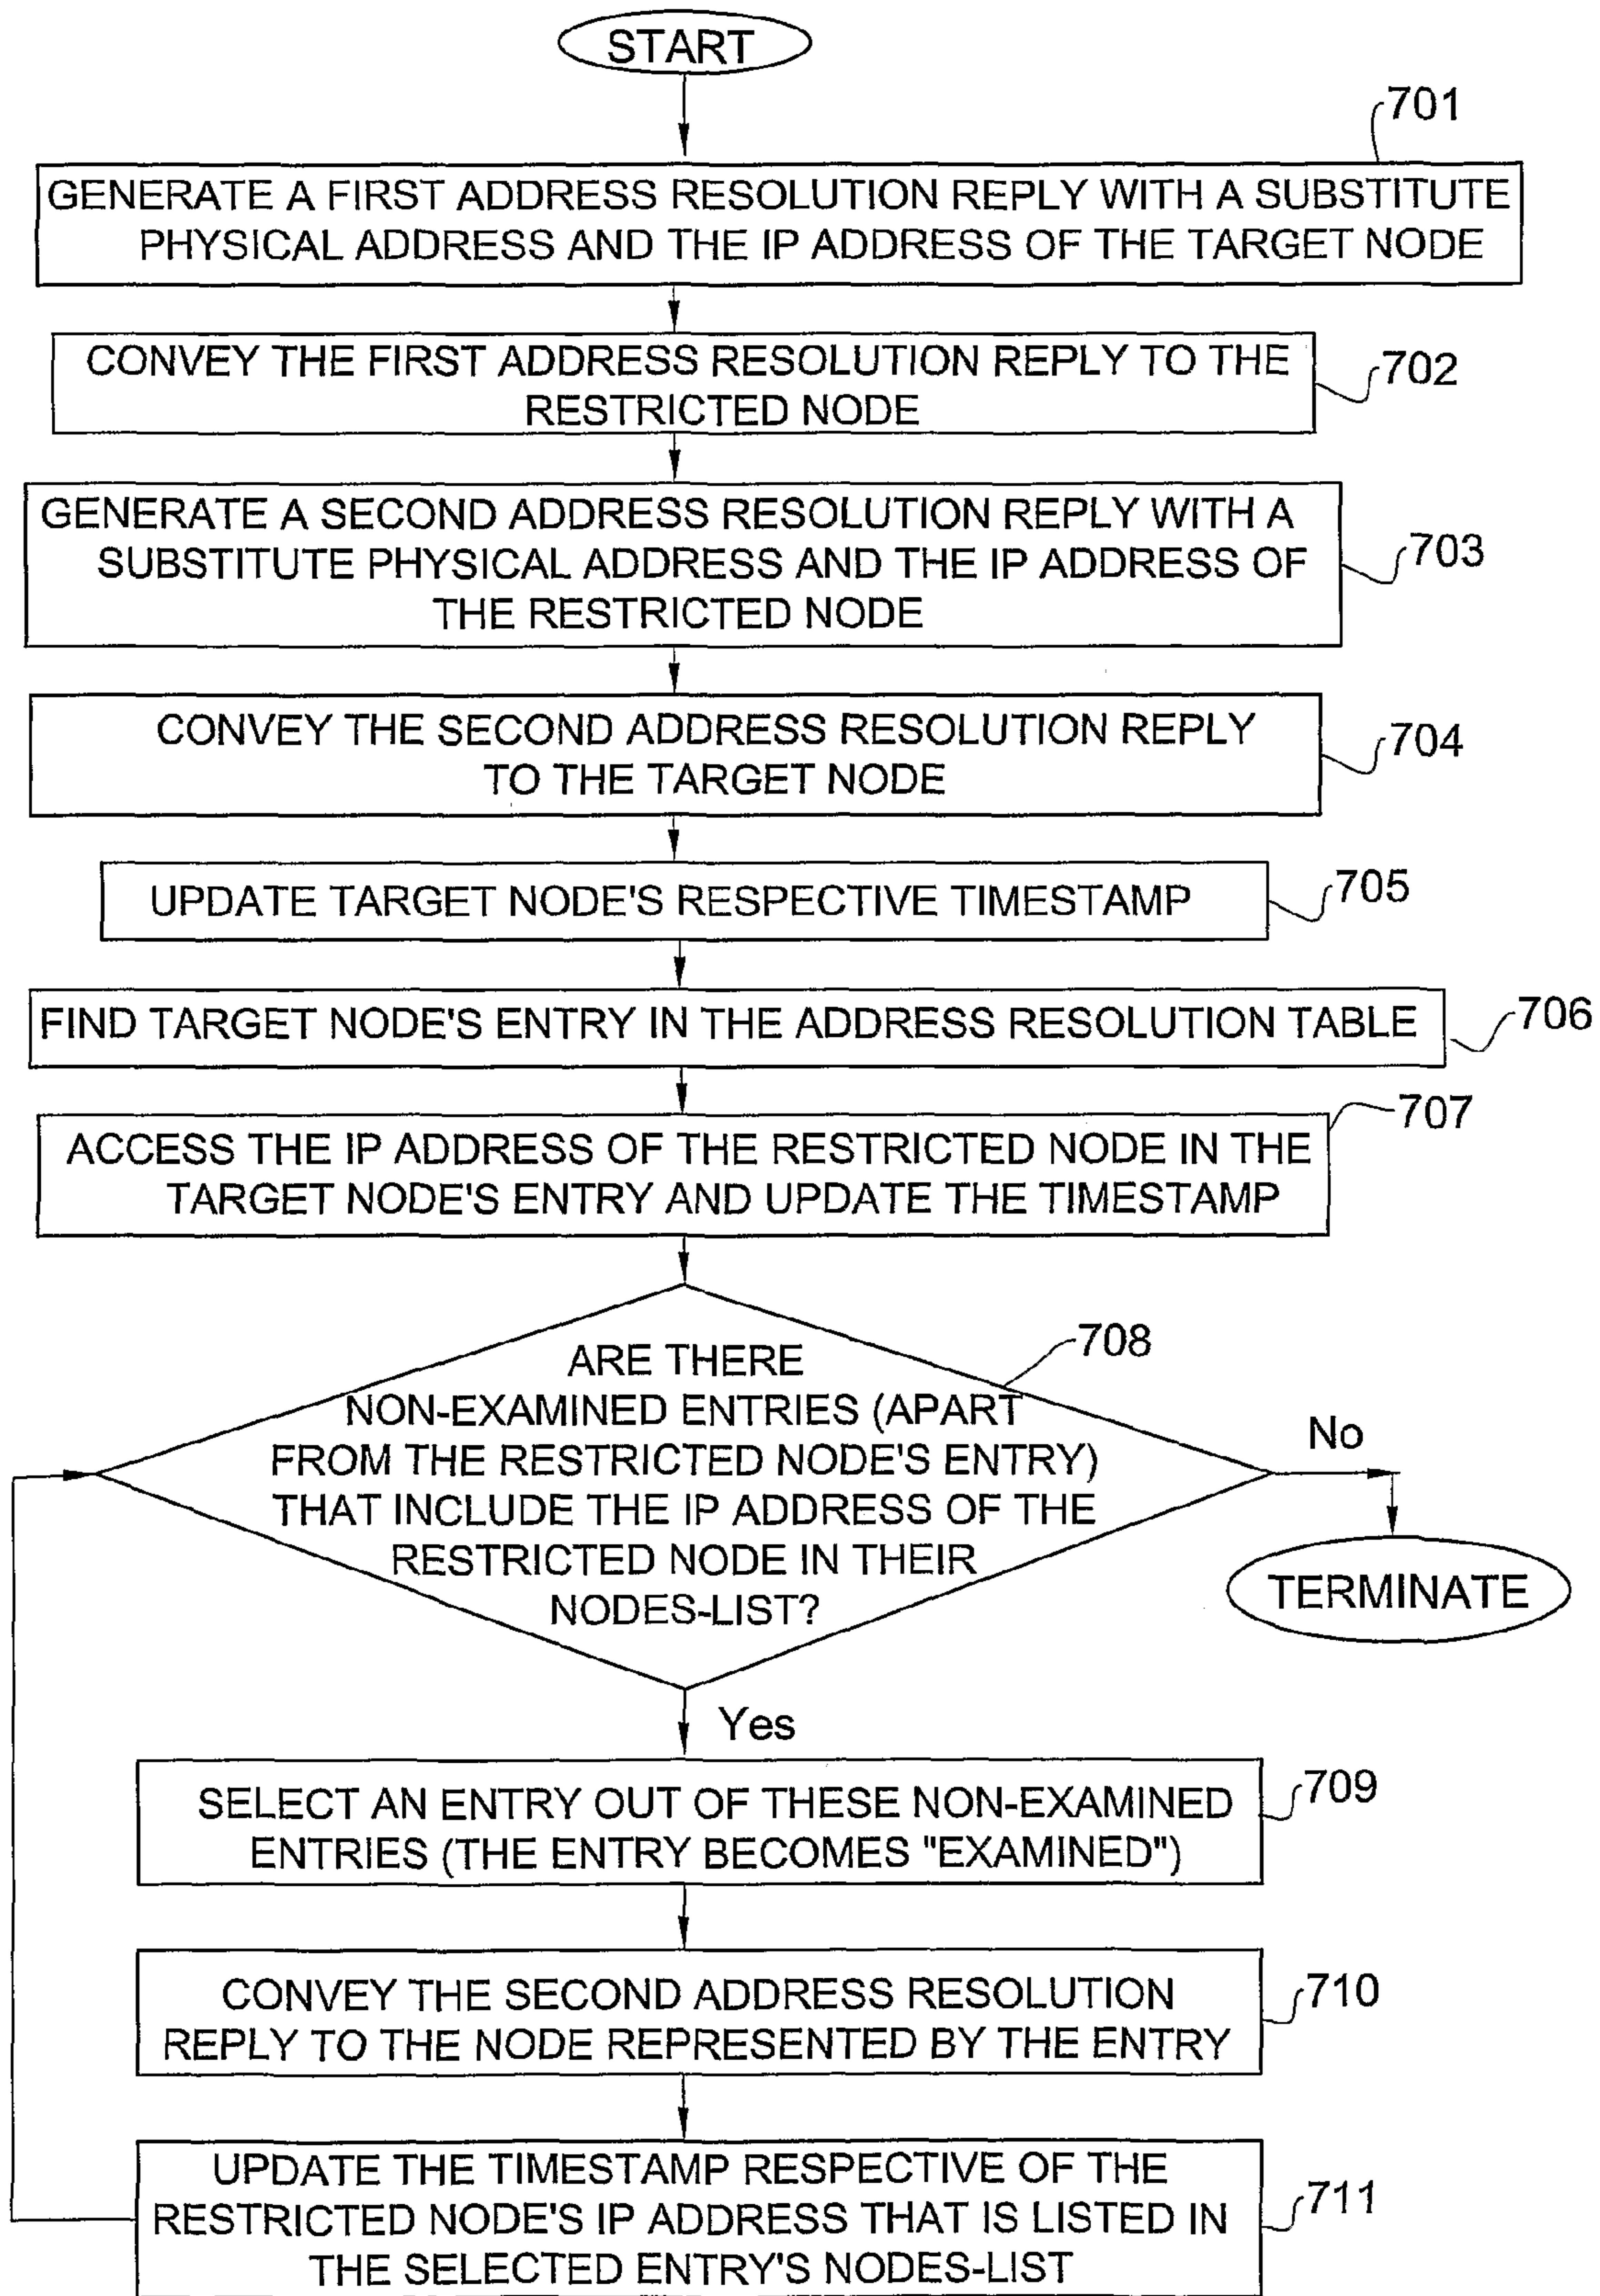 START
701
GENERATE A FIRST ADDRESS RESOLUTION REPLY WITH A SUBSTITUTE
PHYSICAL ADDRESS AND THE IP ADDRESS OF THE TARGET NODE
CONVEY THE FIRST ADDRESS RESOLUTION REPLY TO THE
RESTRICTED NODE
702
GENERATE A SECOND ADDRESS RESOLUTION REPLY WITH A
SUBSTITUTE PHYSICAL ADDRESS AND THE IP ADDRESS OF
THE RESTRICTED NODE
703
CONVEY THE SECOND ADDRESS RESOLUTION REPLY
TO THE TARGET NODE
704
UPDATE TARGET NODE'S RESPECTIVE TIMESTAMP
705
FIND TARGET NODE'S ENTRY IN THE ADDRESS RESOLUTION TABLE
706
707
ACCESS THE IP ADDRESS OF THE RESTRICTED NODE IN THE
TARGET NODE'S ENTRY AND UPDATE THE TIMESTAMP
708
ARE THERE
NON-EXAMINED ENTRIES (APART
FROM THE RESTRICTED NODE'S ENTRY)
THAT INCLUDE THE IP ADDRESS OF THE
RESTRICTED NODE IN THEIR
NODES-LIST?
No
TERMINATE
Yes
SELECT AN ENTRY OUT OF THESE NON-EXAMINED
ENTRIES (THE ENTRY BECOMES "EXAMINED")
709
CONVEY THE SECOND ADDRESS RESOLUTION
REPLY TO THE NODE REPRESENTED BY THE ENTRY
710
UPDATE THE TIMESTAMP RESPECTIVE OF THE
RESTRICTED NODE'S IP ADDRESS THAT IS LISTED IN
THE SELECTED ENTRY'S NODES-LIST
711